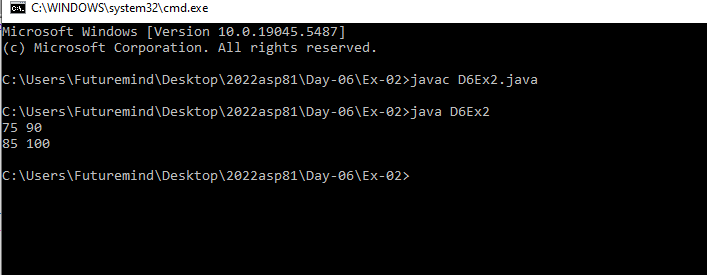 C:\WINDOWS\system32\cmd.exe
Microsoft Windows [Version 10.0.19045.5487]
(c) Microsoft Corporation. All rights reserved.
C:\Users\Futuremind\Desktop\2022asp81\Day-06\Ex-02>javac D6Ex2.java
C:\Users\Futuremind\Desktop\2022asp81\Day-06\Ex-02>java D6Ex2
75 90
85 100
C:\Users\Futuremind\Desktop\2022asp81\Day-06\Ex-02>